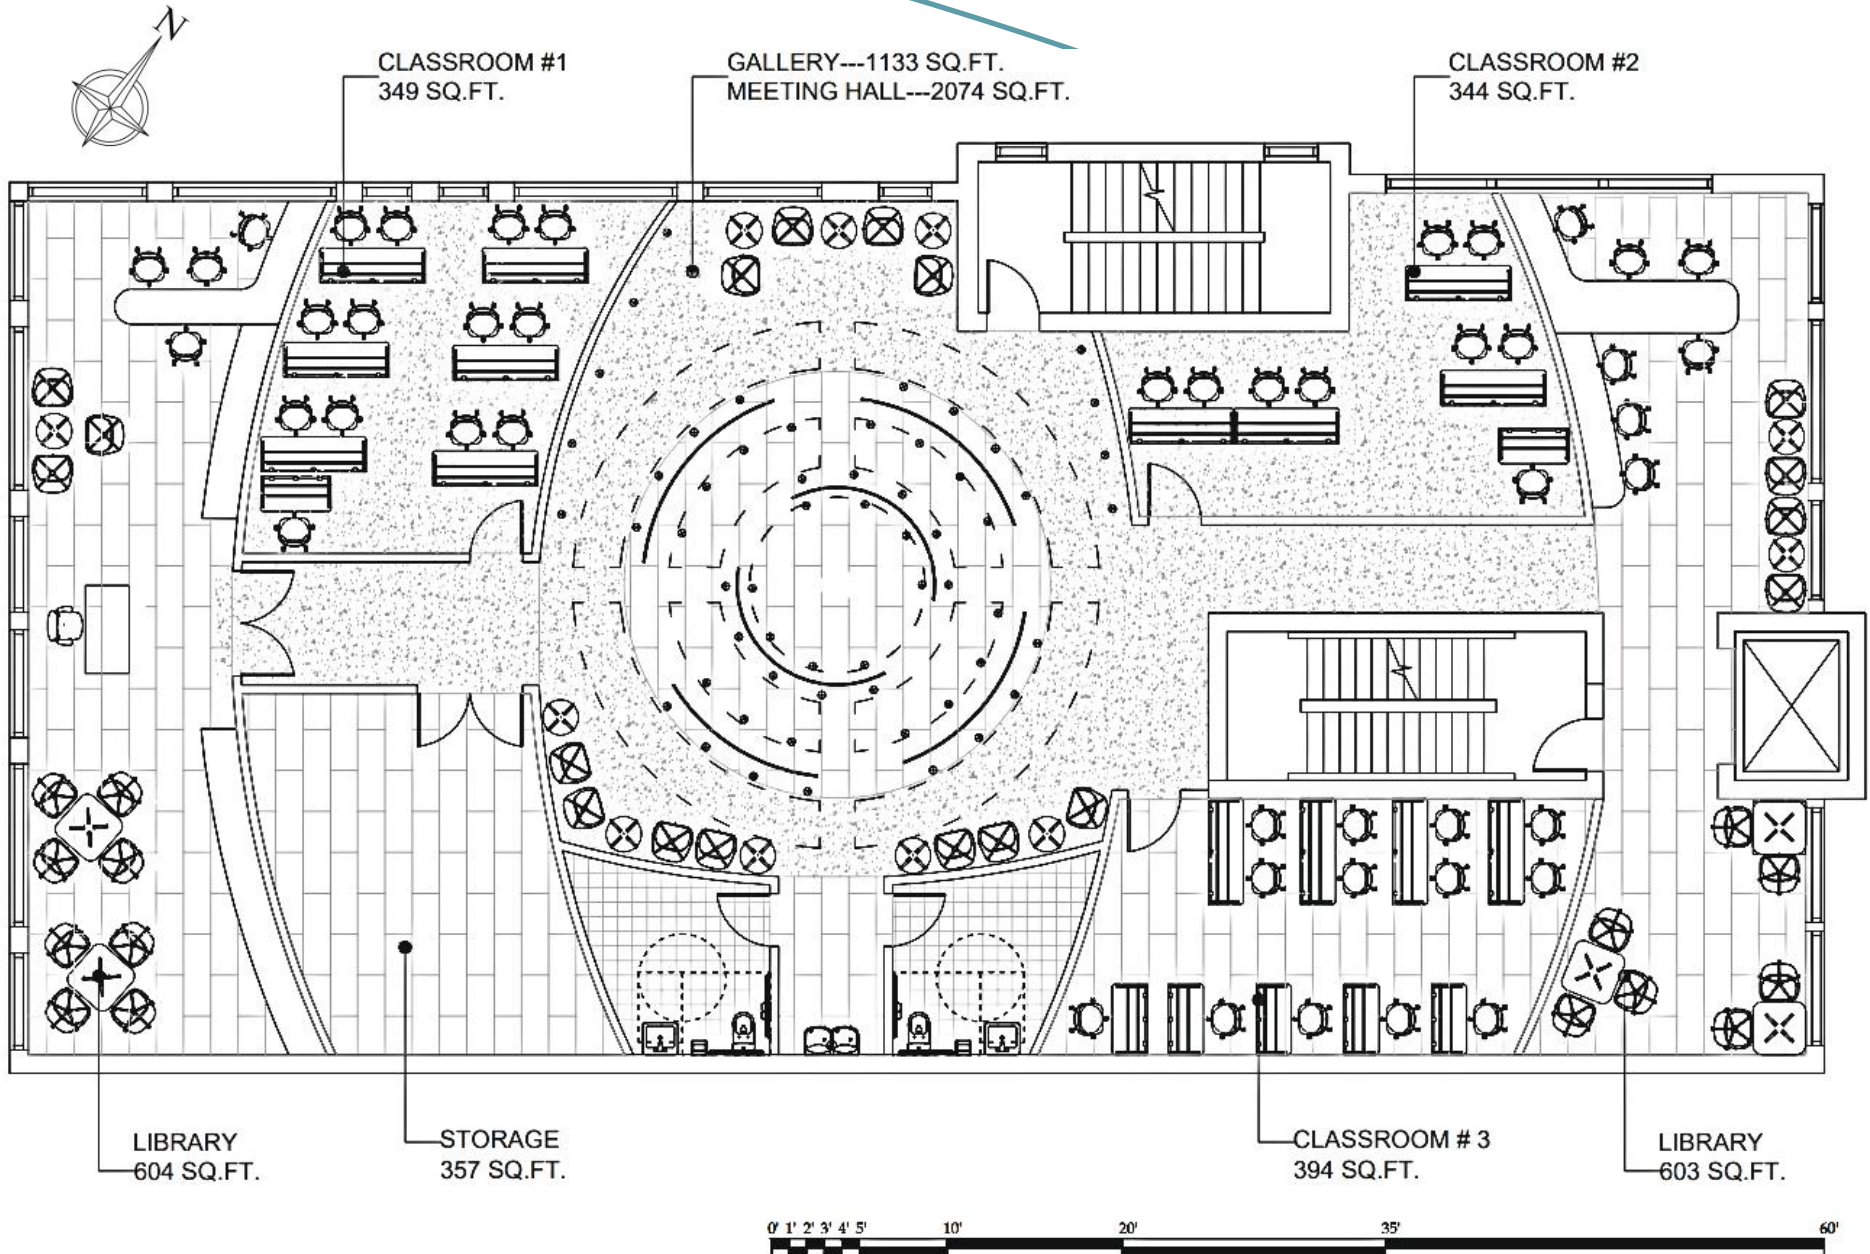 N
CLASSROOM #1
349 SQ.FT.
GALLERY---1133 SQ.FT.
MEETING HALL---2074 SQ.FT.
CLASSROOM #2
344 SQ.FT.
LIBRARY
604 SQ.FT.
STORAGE
357 SQ.FT.
CLASSROOM # 3
394 SQ.FT.
LIBRARY
603 SQ.FT.
0' 1' 2' 3' 4' 5' 10' 20' 35' 60'